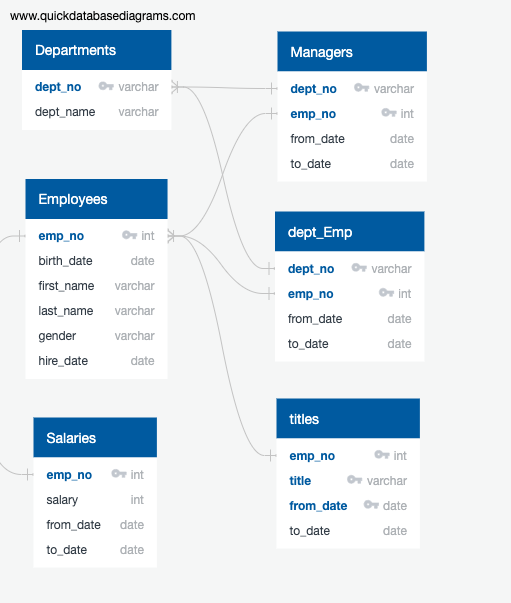 www.quickdatabasediagrams.com
Departments
dept_no varchar
dept_name varchar
Managers
dept_no varchar
emp_no int
from_date date
to_date date
Employees
emp_no int
birth_date date
first_name varchar
last_name varchar
gender varchar
hire_date date
dept_Emp
dept_no varchar
emp_no int
from_date date
to_date date
Salaries
emp_no int
salary int
from_date date
to_date date
titles
emp_no int
title varchar
from_date date
to_date date